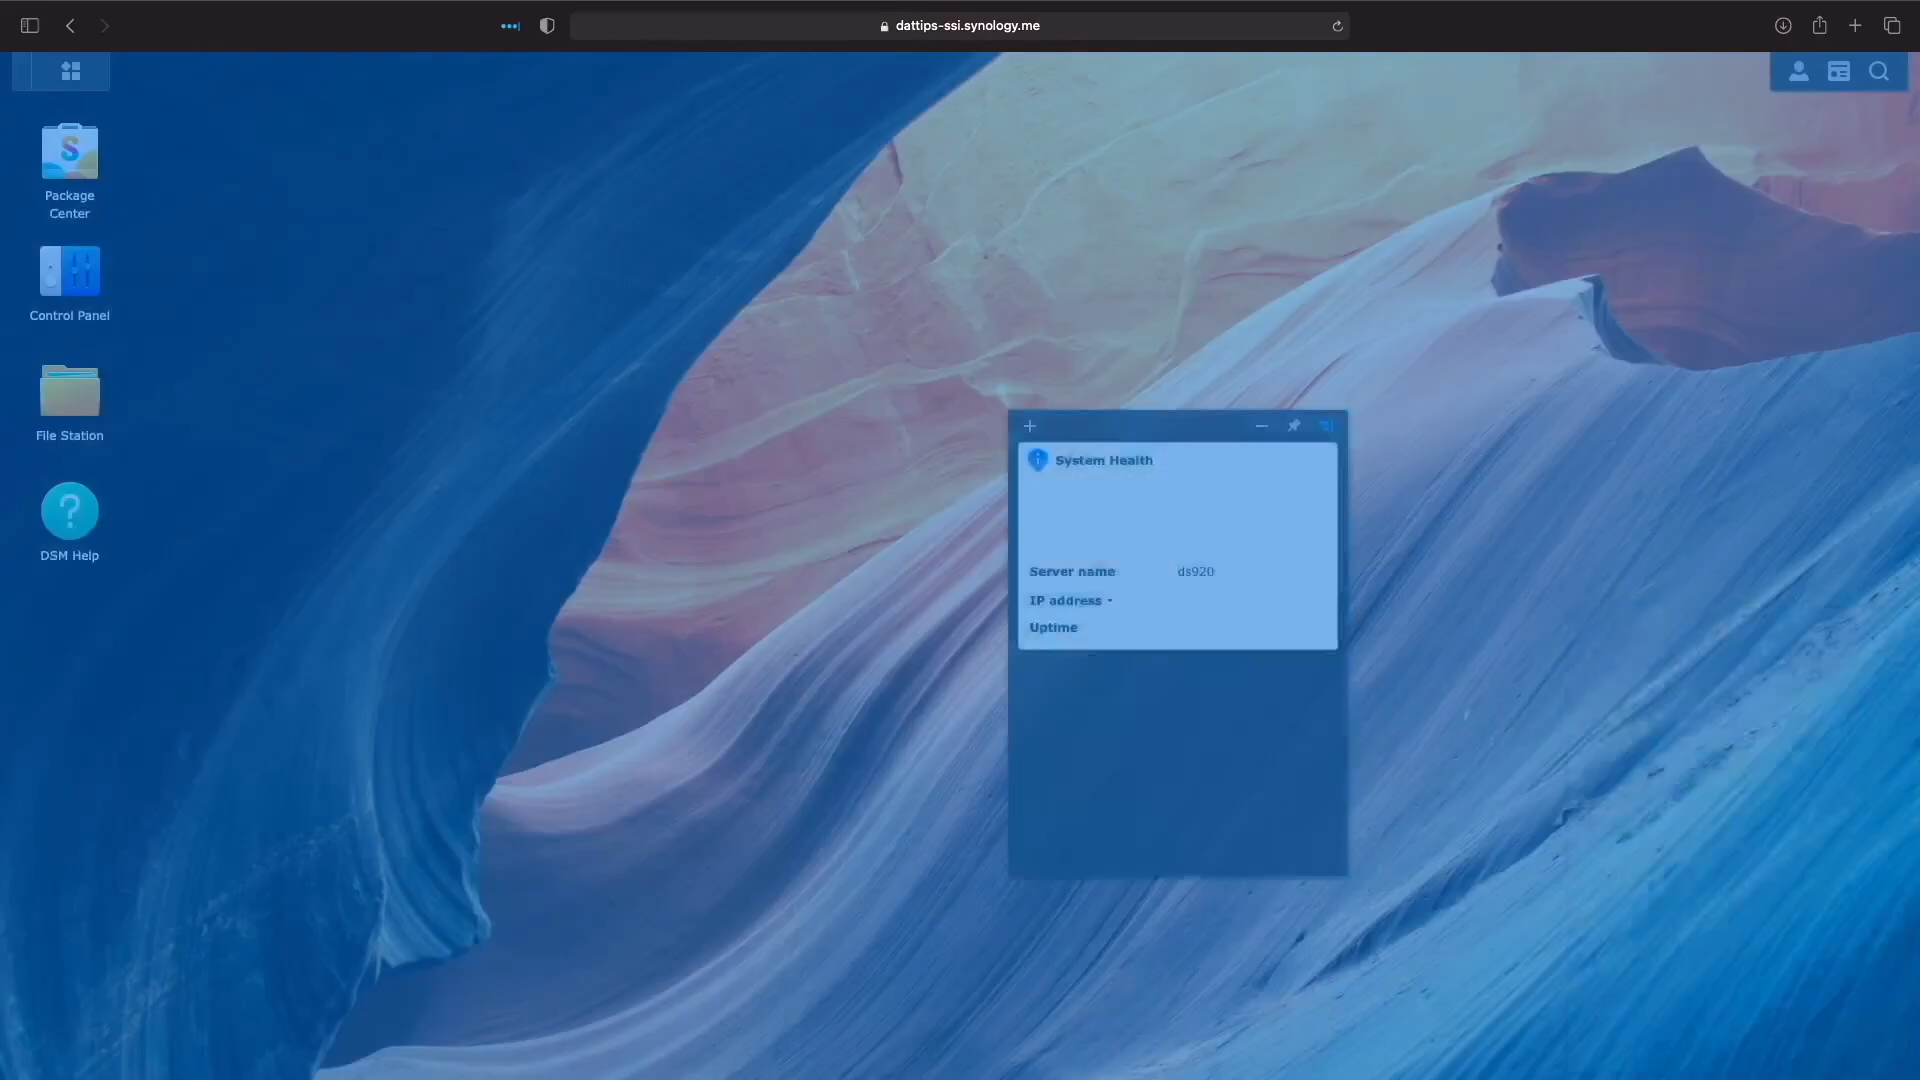 dattips-ssi.synology.me
Package
Center
Control Panel
File Station
DSM Help
System Health
Server name ds920
IP address
Uptime